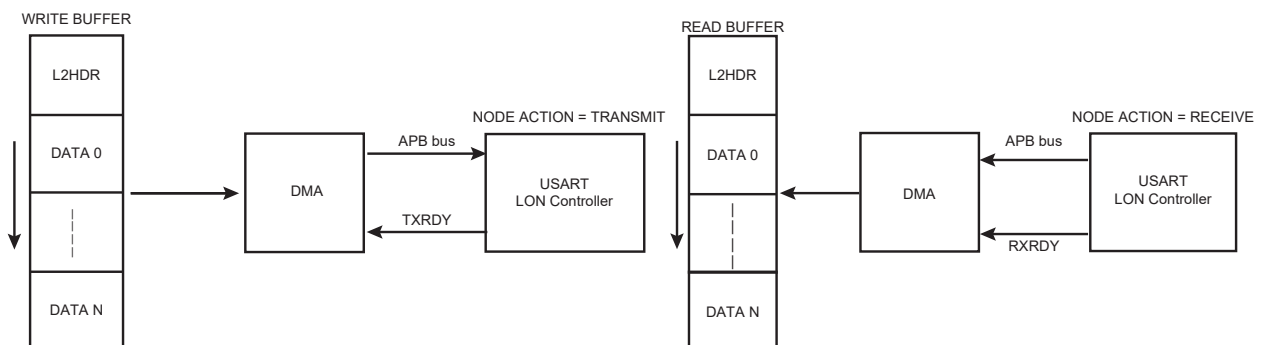 WRITE BUFFER
L2HDR
DATA 0
DATA N
DMA
APB bus
TXRDY
NODE ACTION = TRANSMIT
USART
LON Controller
READ BUFFER
L2HDR
DATA 0
DATA N
DMA
APB bus
RXRDY
NODE ACTION = RECEIVE
USART
LON Controller